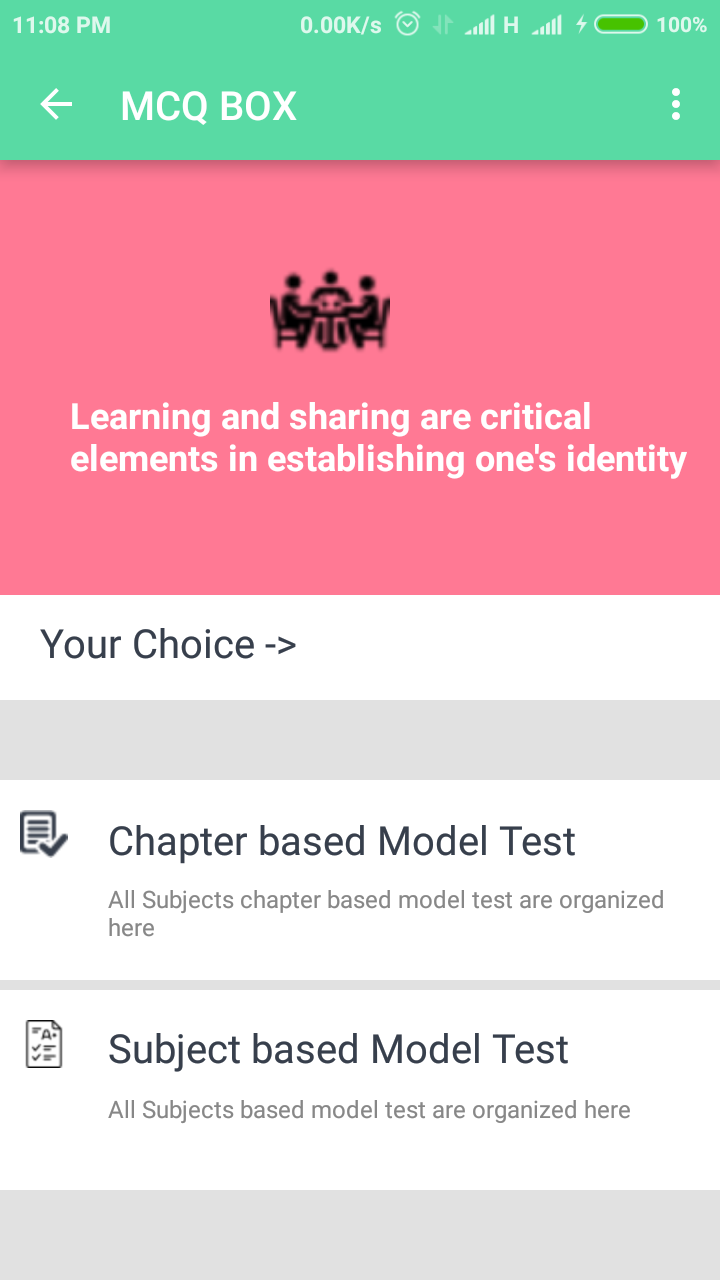 11:08 PM 0.00K/s H 100%
MCQ BOX
Learning and sharing are critical
elements in establishing one's identity
Your Choice ->
Chapter based Model Test
All Subjects chapter based model test are organized
here
Subject based Model Test
All Subjects based model test are organized here